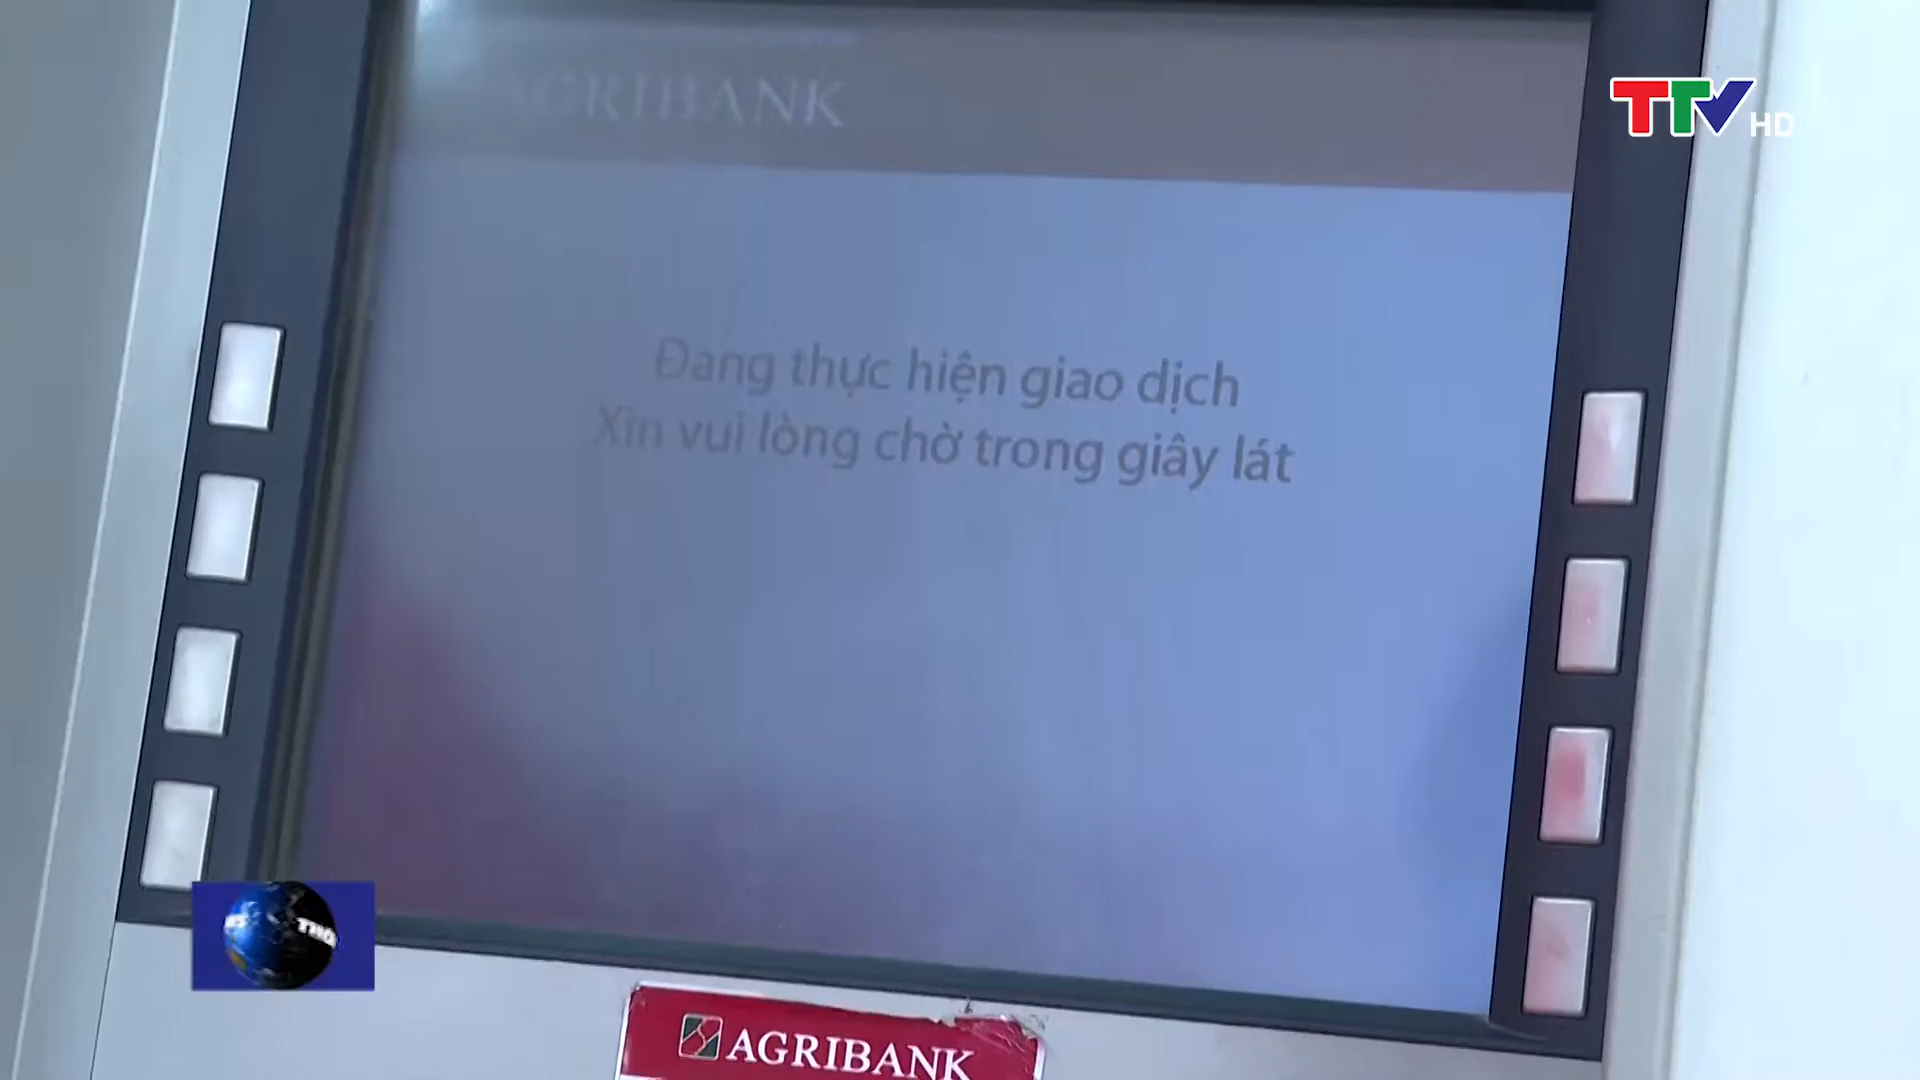 AGRIBANK
TTV HD
Đang thực hiện giao dịch
Xin vui lòng chờ trong giây lát
AGRIBANK